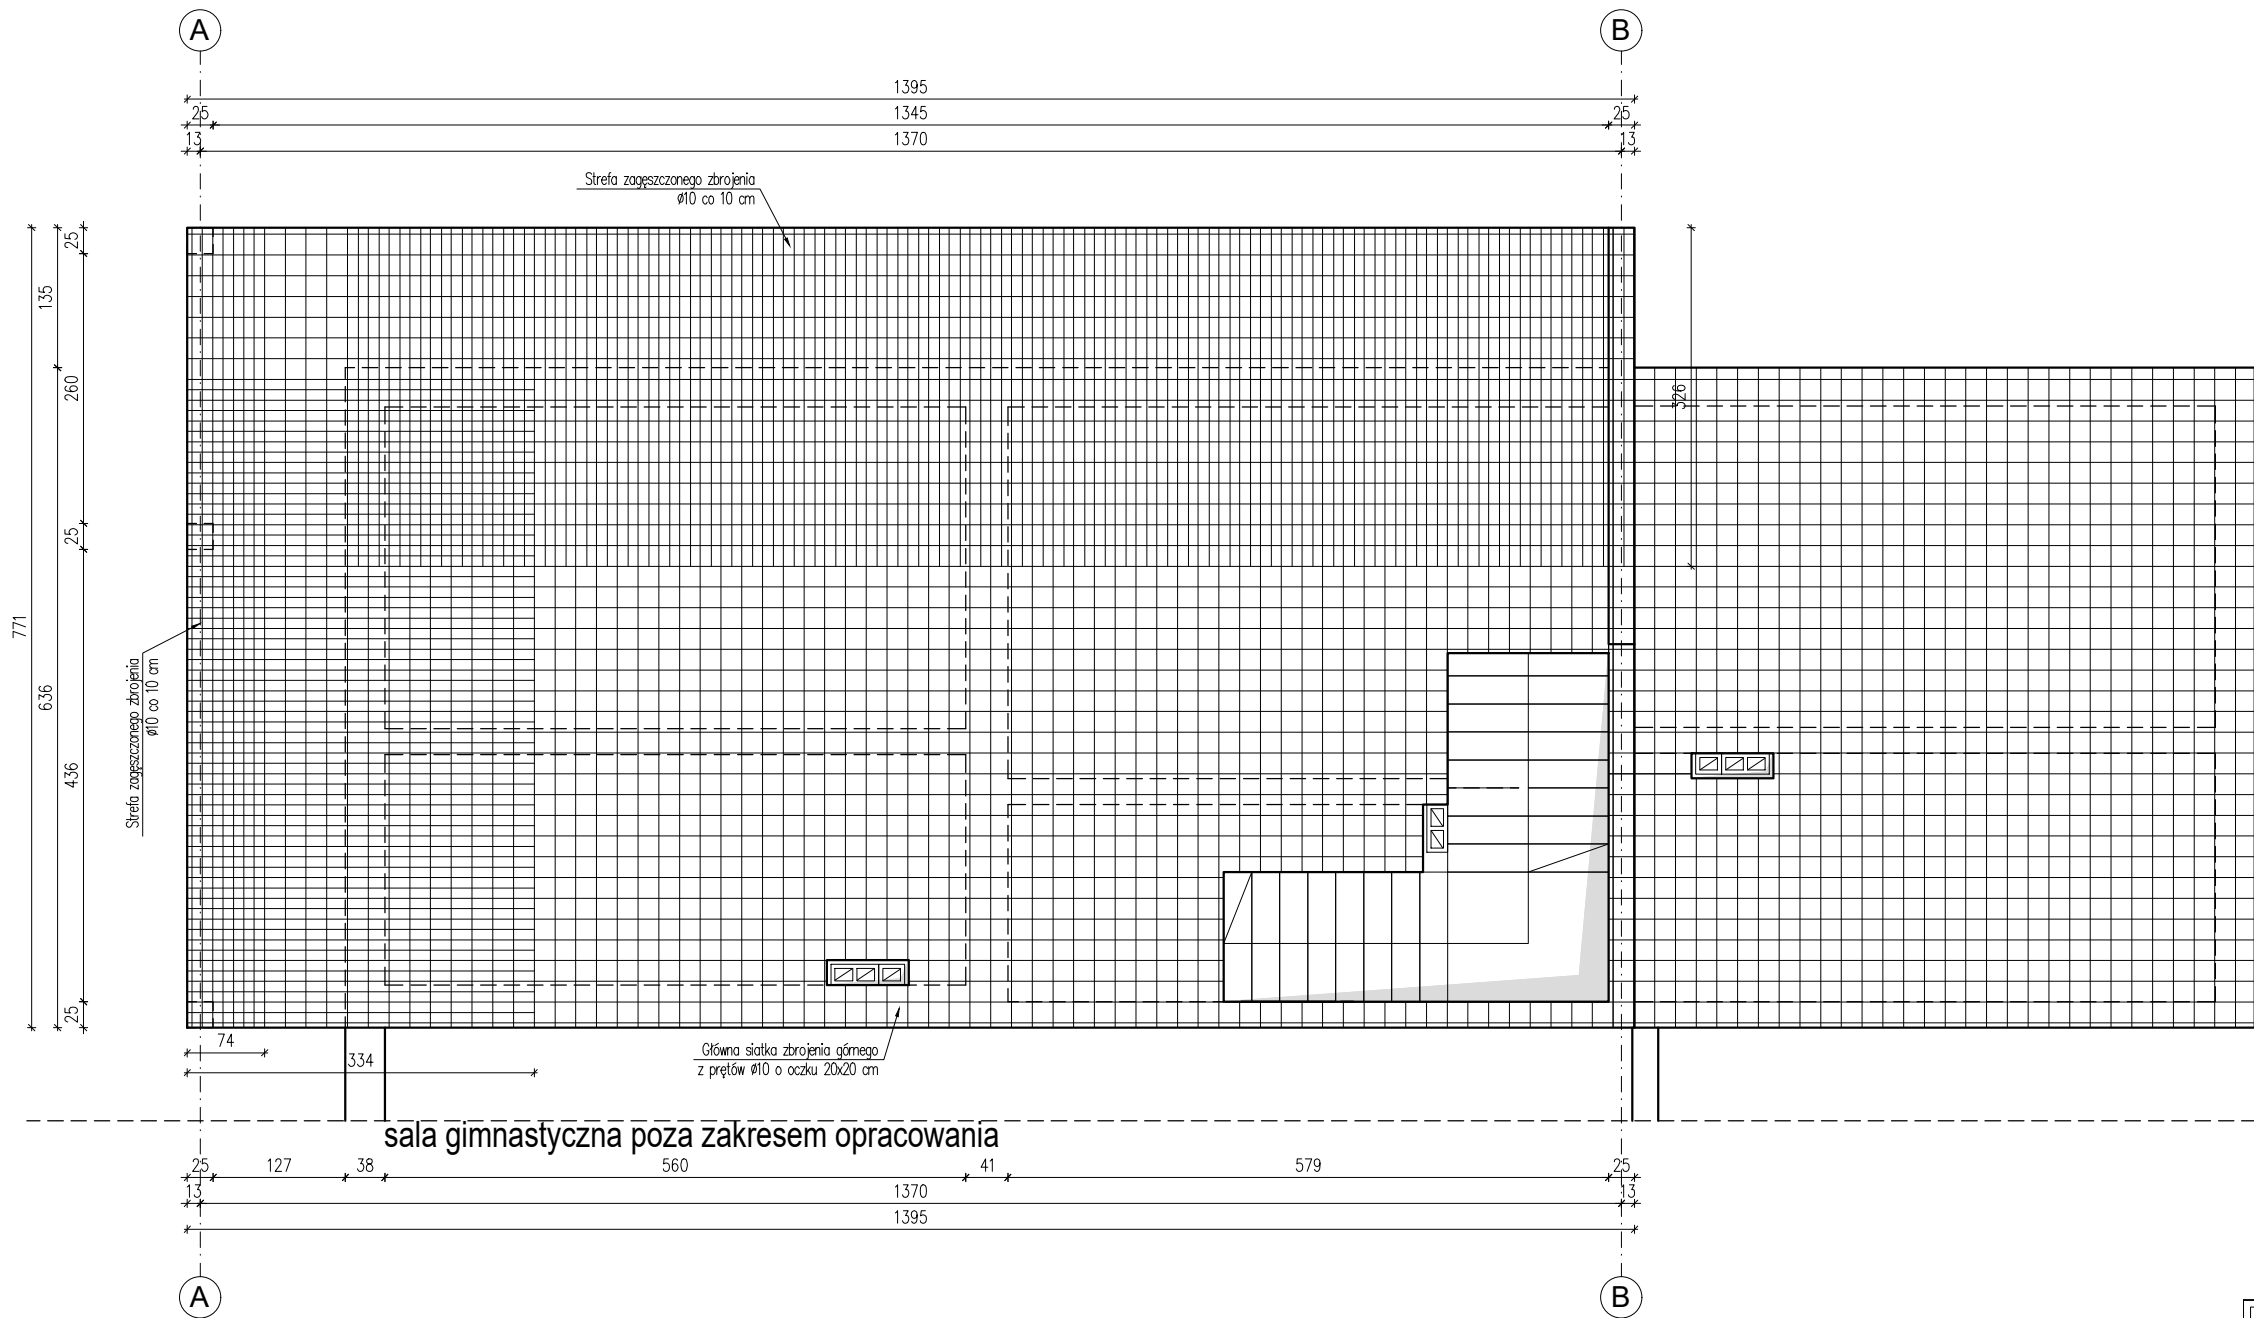 A
B
1395
25
1345
25
13
1370
13
Strefa zagęszczonego zbrojenia
ø10 co 10 cm
25
135
260
25
771
636
436
25
326
Strefa zagęszczonego zbrojenia
ø10 co 10 cm
74
334
Główna siatka zbrojenia górnego
z prętów ø10 o oczku 20x20 cm
sala gimnastyczna poza zakresem opracowania
25
127
38
560
41
579
25
13
1370
13
1395
A
B